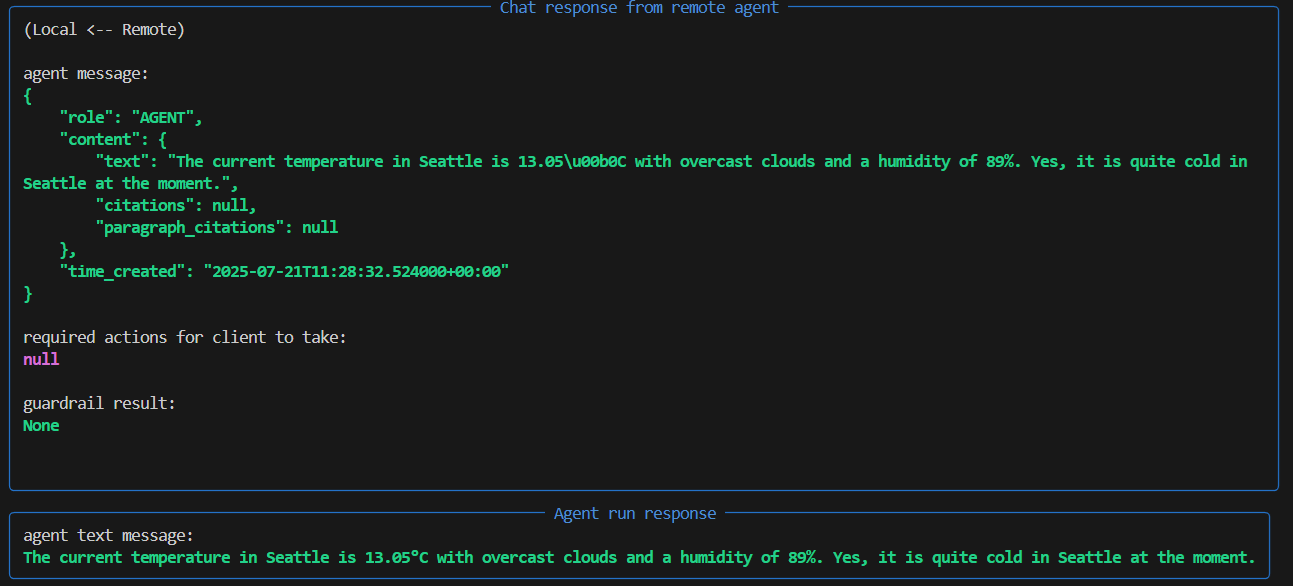 Chat response from remote agent
(Local <-- Remote)
agent message:
{
    "role": "AGENT",
    "content": {
        "text": "The current temperature in Seattle is 13.05\u00b0C with overcast clouds and a humidity of 89%. Yes, it is quite cold in
Seattle at the moment.",
        "citations": null,
        "paragraph_citations": null
    },
    "time_created": "2025-07-21T11:28:32.524000+00:00"
}
required actions for client to take:
null
guardrail result:
None
Agent run response
agent text message:
The current temperature in Seattle is 13.05°C with overcast clouds and a humidity of 89%. Yes, it is quite cold in Seattle at the moment.